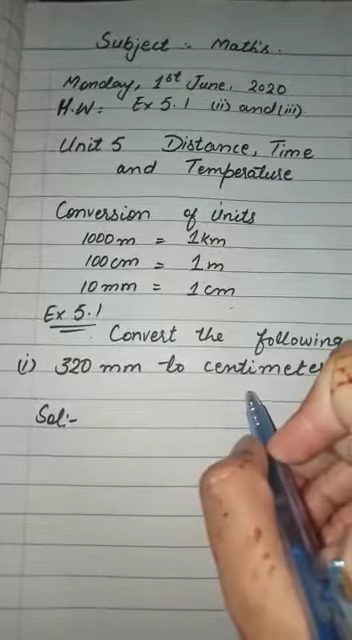 Subject :- Math's.
Monday, 1st June, 2020
H.W:- Ex 5.1 (ii) and (iii)
Unit 5 Distance, Time
and Temperature
Conversion of units
1000 m = 1 km
100 cm = 1 m
10 mm = 1 cm
Ex 5.1
Convert the following
(i) 320 mm to centimeter
Sol:-